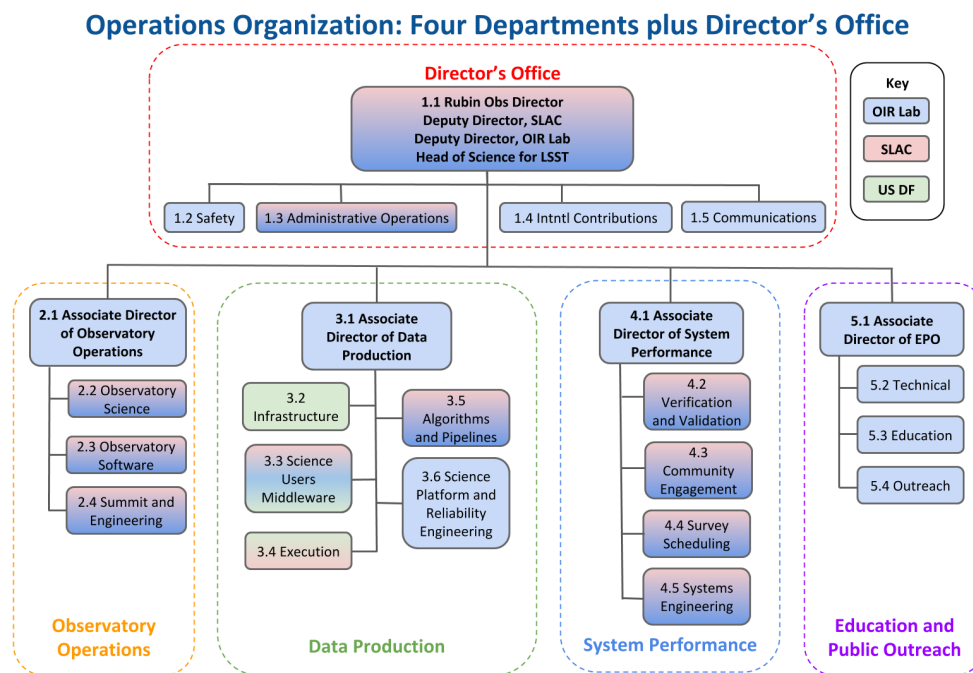 Operations Organization: Four Departments plus Director's Office
Director's Office
1.1 Rubin Obs Director
Deputy Director, SLAC
Deputy Director, OIR Lab
Head of Science for LSST
Key
OIR Lab
SLAC
US DF
1.2 Safety
1.3 Administrative Operations
1.4 Intntl Contributions
1.5 Communications
2.1 Associate Director
of Observatory
Operations
2.2 Observatory
Science
2.3 Observatory
Software
2.4 Summit and
Engineering
Observatory
Operations
3.1 Associate
Director of Data
Production
3.2
Infrastructure
3.3 Science
Users
Middleware
3.4 Execution
3.5
Algorithms
and Pipelines
3.6 Science
Platform and
Reliability
Engineering
Data Production
4.1 Associate
Director of System
Performance
4.2
Verification
and Validation
4.3
Community
Engagement
4.4 Survey
Scheduling
4.5 Systems
Engineering
System Performance
5.1 Associate
Director of EPO
5.2 Technical
5.3 Education
5.4 Outreach
Education and
Public Outreach